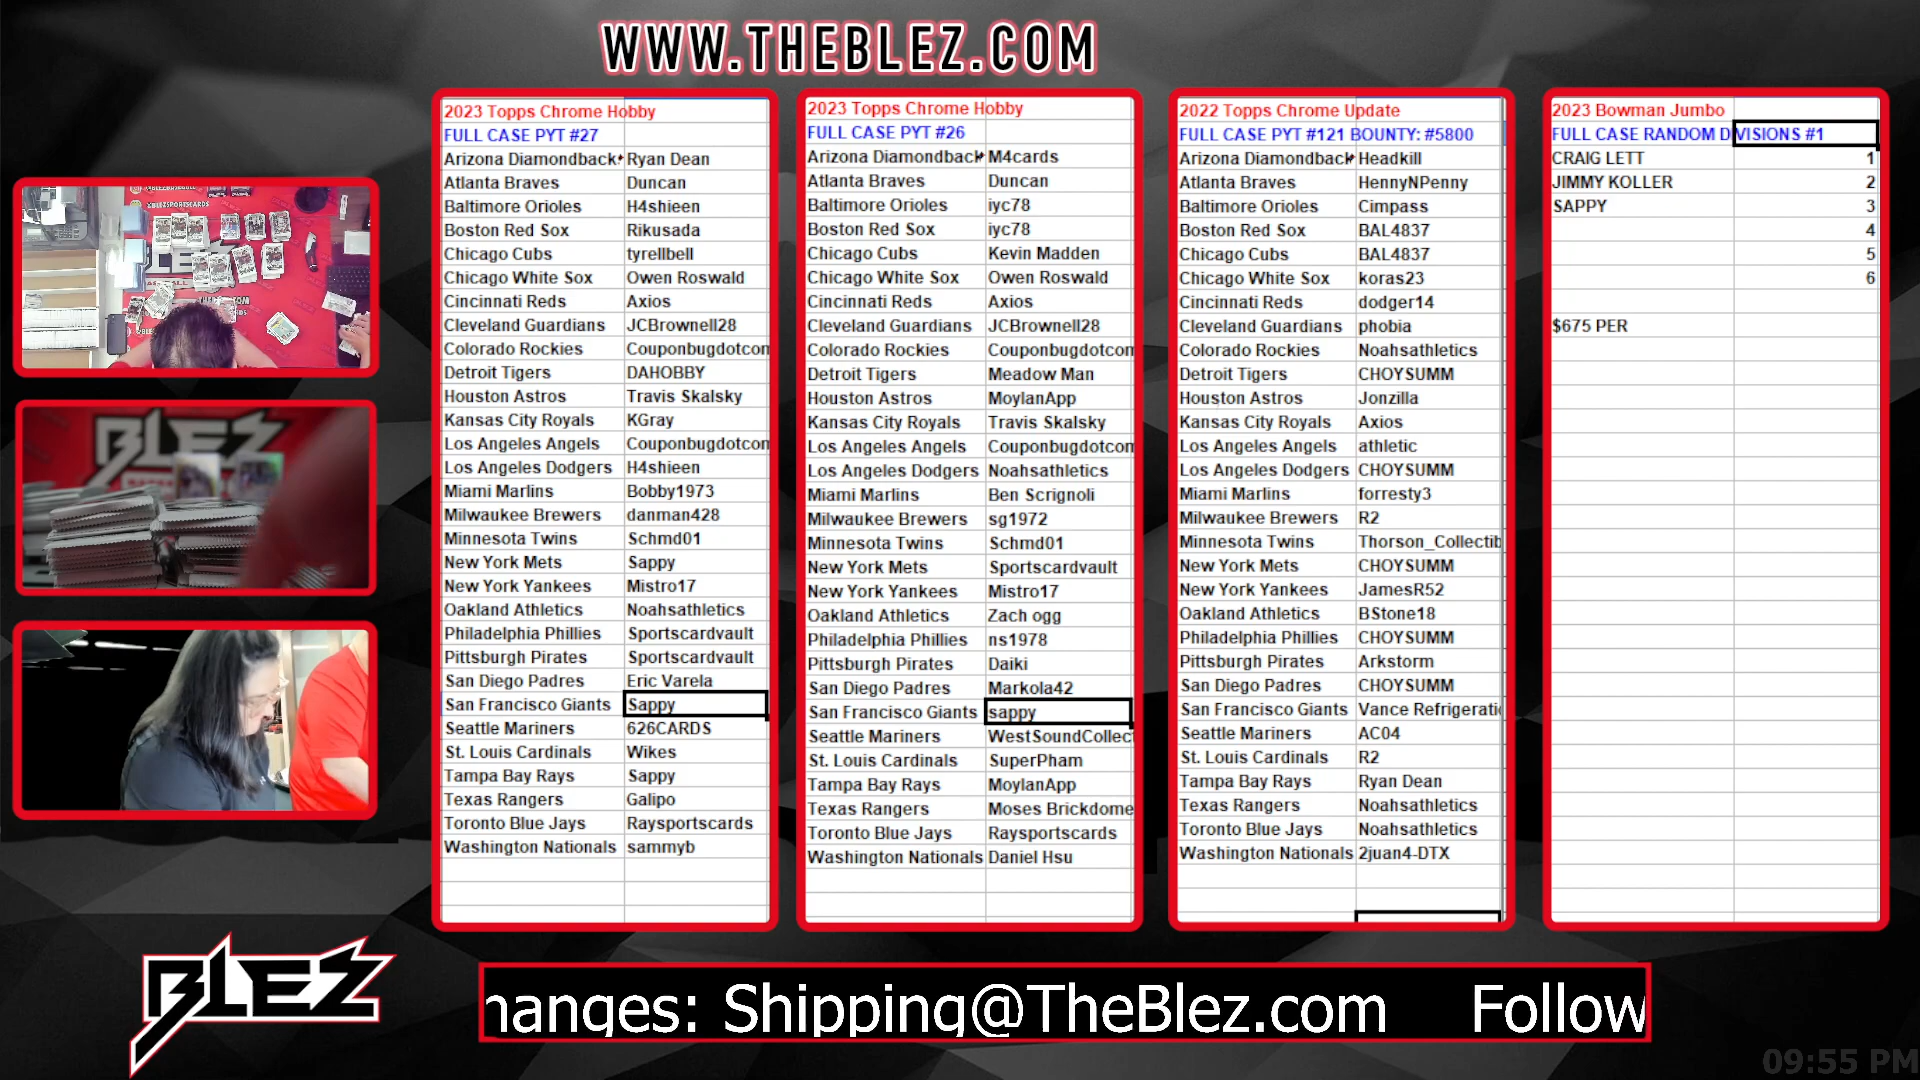 WWW.THEBLEZ.COM
2023 Topps Chrome Hobby
FULL CASE PYT #27
Arizona Diamondback Ryan Dean
Atlanta Braves Duncan
Baltimore Orioles H4shieen
Boston Red Sox Rikusada
Chicago Cubs tyrellbell
Chicago White Sox Owen Roswald
Cincinnati Reds Axios
Cleveland Guardians JCBrownell28
Colorado Rockies Couponbugdotcom
Detroit Tigers DAHOBBY
Houston Astros Travis Skalsky
Kansas City Royals KGray
Los Angeles Angels Couponbugdotcom
Los Angeles Dodgers H4shieen
Miami Marlins Bobby1973
Milwaukee Brewers danman428
Minnesota Twins Schmd01
New York Mets Sappy
New York Yankees Mistro17
Oakland Athletics Noahsathletics
Philadelphia Phillies Sportscardvault
Pittsburgh Pirates Sportscardvault
San Diego Padres Eric Varela
San Francisco Giants Sappy
Seattle Mariners 626CARDS
St. Louis Cardinals Wikes
Tampa Bay Rays Sappy
Texas Rangers Galipo
Toronto Blue Jays Raysportscards
Washington Nationals sammyb
2023 Topps Chrome Hobby
FULL CASE PYT #26
Arizona Diamondback M4cards
Atlanta Braves Duncan
Baltimore Orioles iyc78
Boston Red Sox iyc78
Chicago Cubs Kevin Madden
Chicago White Sox Owen Roswald
Cincinnati Reds Axios
Cleveland Guardians JCBrownell28
Colorado Rockies Couponbugdotcom
Detroit Tigers Meadow Man
Houston Astros MoylanApp
Kansas City Royals Travis Skalsky
Los Angeles Angels Couponbugdotcom
Los Angeles Dodgers Noahsathletics
Miami Marlins Ben Scrignoli
Milwaukee Brewers sg1972
Minnesota Twins Schmd01
New York Mets Sportscardvault
New York Yankees Mistro17
Oakland Athletics Zach ogg
Philadelphia Phillies ns1978
Pittsburgh Pirates Daiki
San Diego Padres Markola42
San Francisco Giants sappy
Seattle Mariners WestSoundCollec
St. Louis Cardinals SuperPham
Tampa Bay Rays MoylanApp
Texas Rangers Moses Brickdome
Toronto Blue Jays Raysportscards
Washington Nationals Daniel Hsu
2022 Topps Chrome Update
FULL CASE PYT #121 BOUNTY: #5800
Arizona Diamondback Headkill
Atlanta Braves HennyNPenny
Baltimore Orioles Cimpass
Boston Red Sox BAL4837
Chicago Cubs BAL4837
Chicago White Sox koras23
Cincinnati Reds dodger14
Cleveland Guardians phobia
Colorado Rockies Noahsathletics
Detroit Tigers CHOYSUMM
Houston Astros Jonzilla
Kansas City Royals Axios
Los Angeles Angels athletic
Los Angeles Dodgers CHOYSUMM
Miami Marlins forresty3
Milwaukee Brewers R2
Minnesota Twins Thorson_Collectib
New York Mets CHOYSUMM
New York Yankees JamesR52
Oakland Athletics BStone18
Philadelphia Phillies CHOYSUMM
Pittsburgh Pirates Arkstorm
San Diego Padres CHOYSUMM
San Francisco Giants Vance Refrigerati
Seattle Mariners AC04
St. Louis Cardinals R2
Tampa Bay Rays Ryan Dean
Texas Rangers Noahsathletics
Toronto Blue Jays Noahsathletics
Washington Nationals 2juan4-DTX
2023 Bowman Jumbo
FULL CASE RANDOM DIVISIONS #1
CRAIG LETT 1
JIMMY KOLLER 2
SAPPY 3
4
5
6
$675 PER
BLEZ
BLEZ
hanges: Shipping@TheBlez.com Follow
09:55 PM